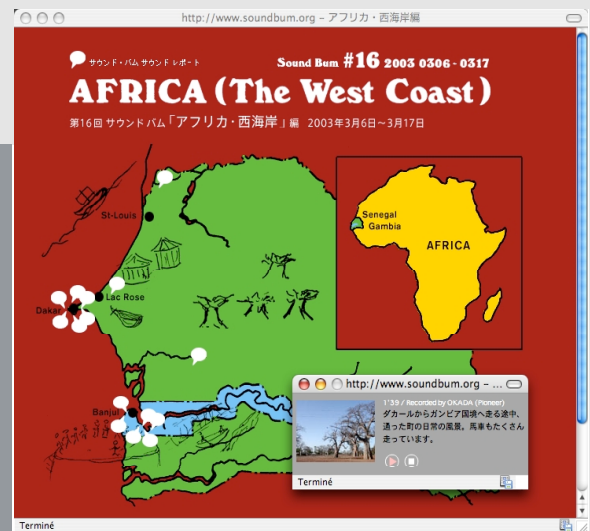 http://www.soundbum.org – アフリカ・西海岸編
サウンド・バム サウンド レポート
Sound Bum #16 2003 0306 - 0317
AFRICA (The West Coast)
第16回 サウンド バム「アフリカ・西海岸」編 2003年3月6日〜3月17日
St-Louis
Lac Rose
Dakar
Banjul
Senegal
Gambia
AFRICA
http://www.soundbum.org – ...
1'39 / Recorded by OKADA (Pioneer)
ダカールからガンビア国境へ走る途中、
通った町の日常の風景。馬車もたくさん
走っています。
Terminé
Terminé